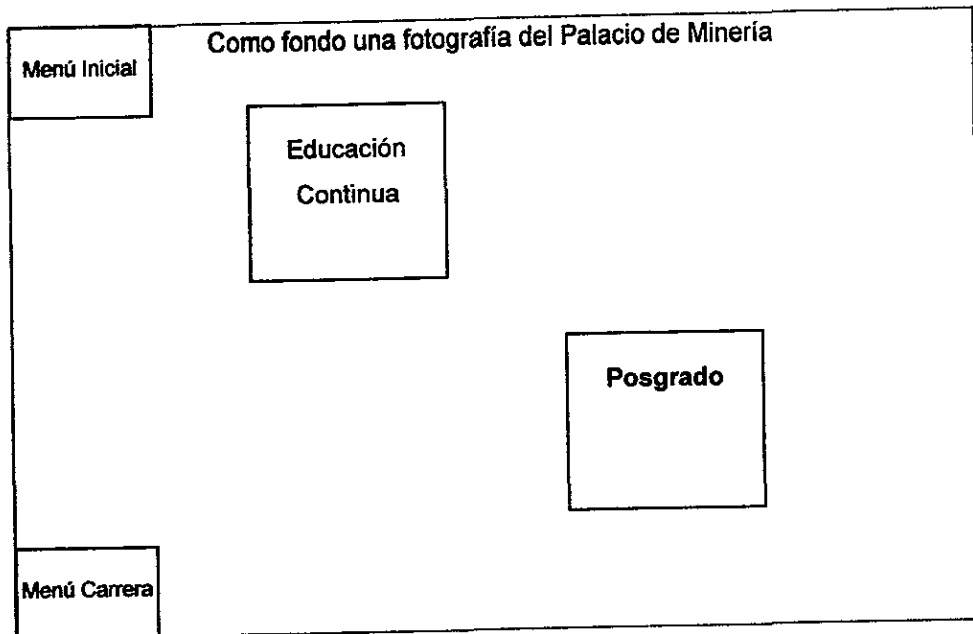 Como fondo una fotografía del Palacio de Minería
Menú Inicial
Educación
Continua
Posgrado
Menú Carrera